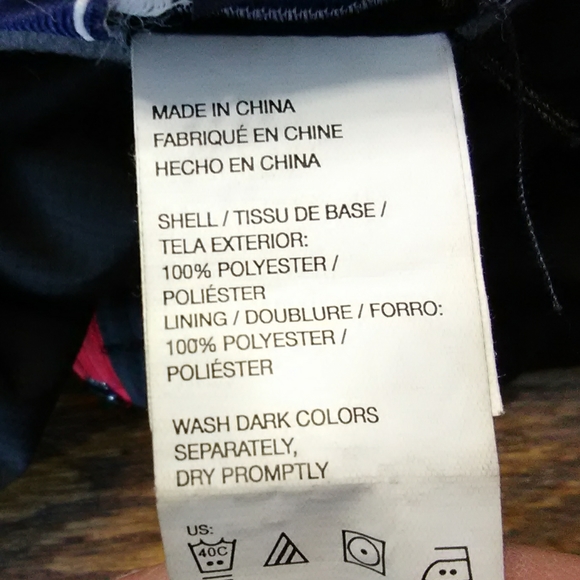 MADE IN CHINA
FABRIQUÉ EN CHINE
HECHO EN CHINA
SHELL / TISSU DE BASE /
TELA EXTERIOR:
100% POLYESTER /
POLIÉSTER
LINING / DOUBLURE / FORRO:
100% POLYESTER /
POLIÉSTER
WASH DARK COLORS
SEPARATELY,
DRY PROMPTLY
US:
40C